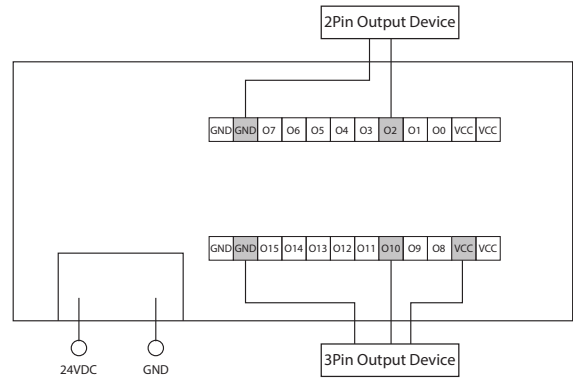 2Pin Output Device
GND GND O7 O6 O5 O4 O3 O2 O1 O0 VCC VCC
GND GND O15 O14 O13 O12 O11 O10 O9 O8 VCC VCC
24VDC GND
3Pin Output Device